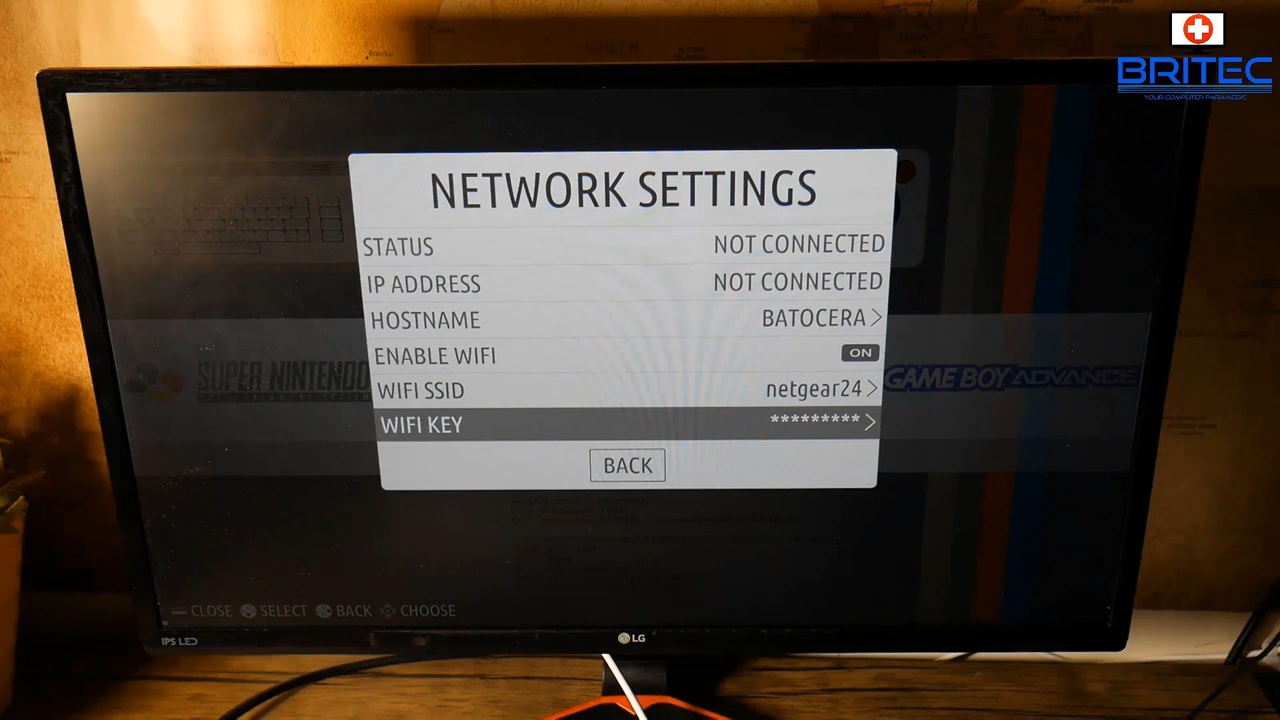 SOUTH
BRITEC
YOUR COMPUTER PARAMEDIC
NETWORK SETTINGS
STATUS NOT CONNECTED
IP ADDRESS NOT CONNECTED
HOSTNAME BATOCERA >
ENABLE WIFI ON
WIFI SSID netgear24 >
WIFI KEY ********* >
BACK
SUPER NINTENDO
GAME BOY ADVANCE
CLOSE SELECT BACK CHOOSE
IPS LED
LG